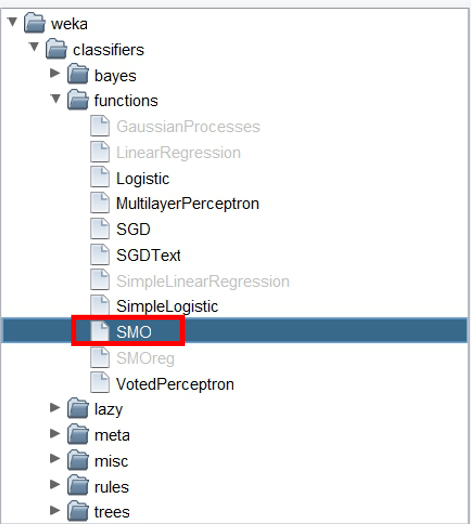 weka
classifiers
bayes
functions
GaussianProcesses
LinearRegression
Logistic
MultilayerPerceptron
SGD
SGDText
SimpleLinearRegression
SimpleLogistic
SMO
SMOreg
VotedPerceptron
lazy
meta
misc
rules
trees